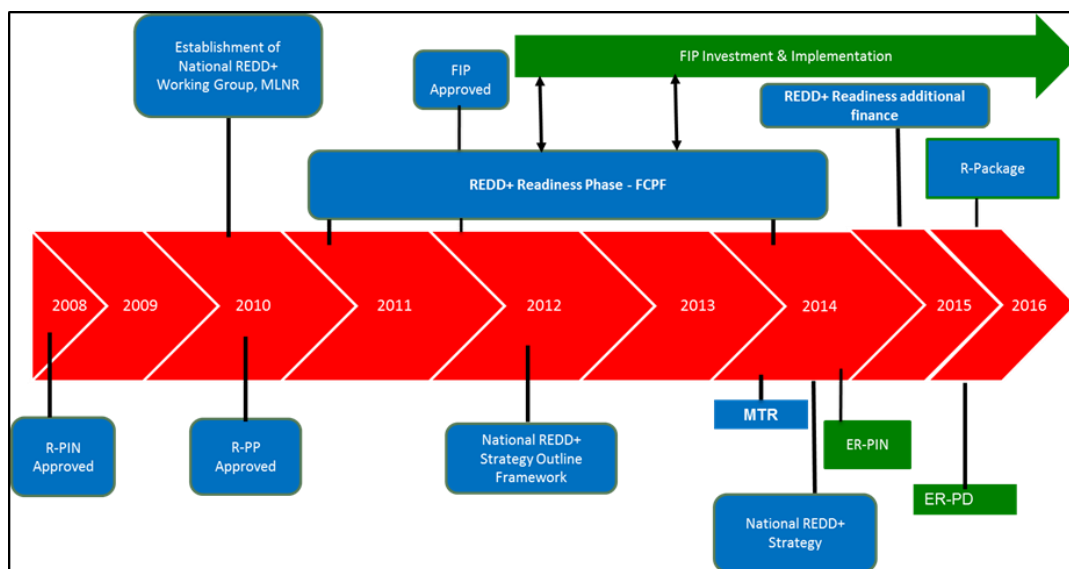 Establishment of
National REDD+
Working Group, MLNR
FIP
Approved
FIP Investment & Implementation
REDD+ Readiness additional
finance
REDD+ Readiness Phase - FCPF
R-Package
2008
2009
2010
2011
2012
2013
2014
2015
2016
R-PIN
Approved
R-PP
Approved
National REDD+
Strategy Outline
Framework
MTR
ER-PIN
ER-PD
National REDD+
Strategy